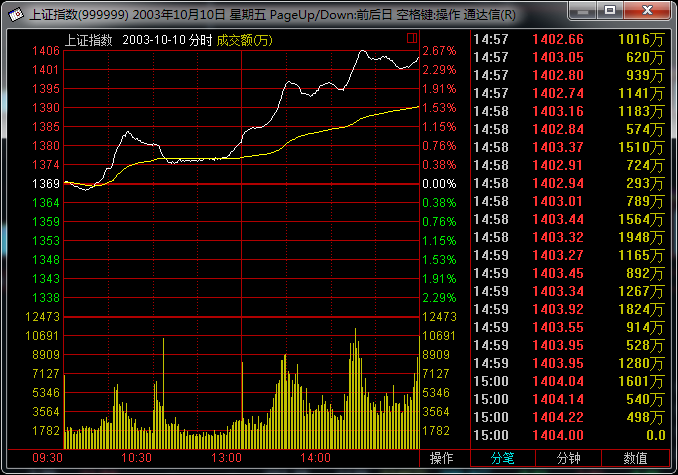 上证指数(999999) 2003年10月10日 星期五 PageUp/Down:前后日 空格键:操作 通达信(R)
上证指数 2003-10-10 分时 成交额(万)
1406 2.67%
1401 2.29%
1395 1.91%
1390 1.53%
1385 1.15%
1380 0.76%
1374 0.38%
1369 0.00%
1364 0.38%
1359 0.76%
1353 1.15%
1348 1.53%
1343 1.91%
1338 2.29%
12473 12473
10691 10691
8909 8909
7127 7127
5346 5346
3564 3564
1782 1782
09:30 10:30 13:00 14:00 操作
14:57 1402.66 1016万
14:57 1403.05 620万
14:57 1402.80 939万
14:57 1402.74 1141万
14:58 1403.16 1183万
14:58 1402.84 574万
14:58 1403.37 1510万
14:58 1402.91 724万
14:58 1402.94 293万
14:58 1403.01 789万
14:58 1403.44 1564万
14:58 1403.32 1948万
14:59 1403.27 1165万
14:59 1403.45 892万
14:59 1403.34 1267万
14:59 1403.92 1824万
14:59 1403.55 914万
14:59 1403.95 528万
14:59 1403.95 1280万
15:00 1404.04 1601万
15:00 1404.14 540万
15:00 1404.22 498万
15:00 1404.00 0.0
分笔 分钟 数值